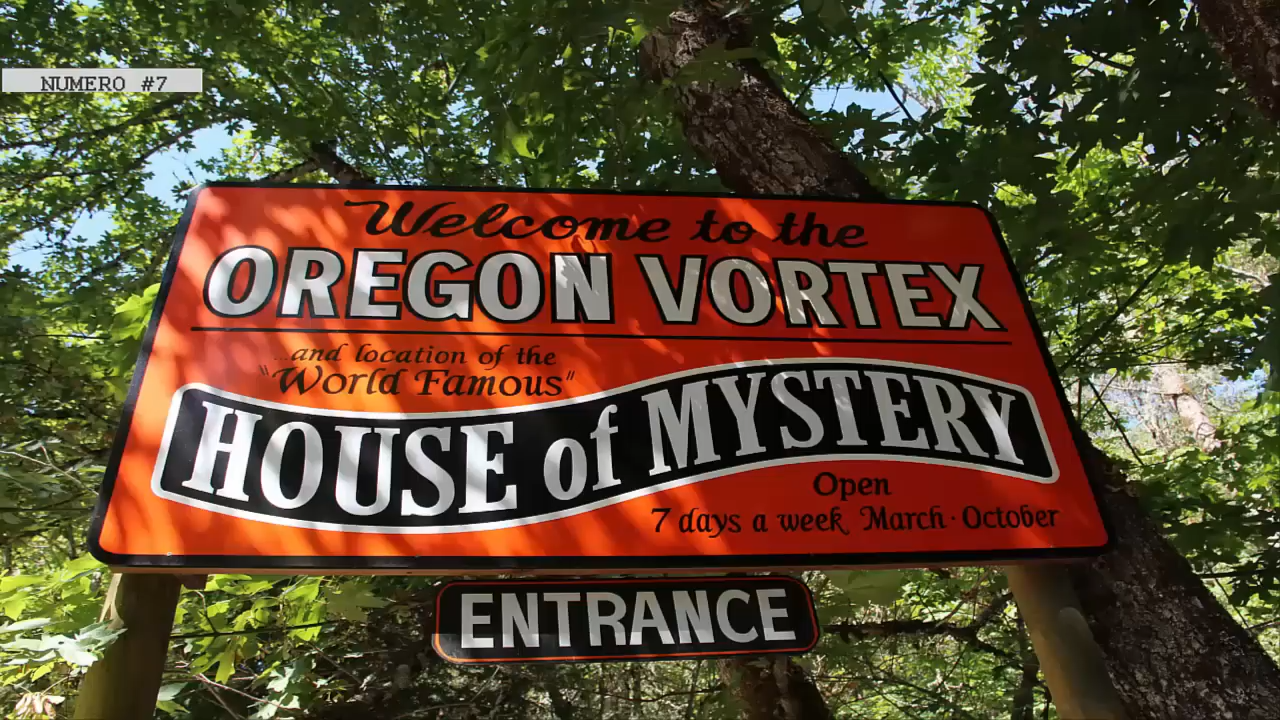 NUMERO #7
Welcome to the
OREGON VORTEX
...and location of the
"World Famous"
HOUSE of MYSTERY
Open
7 days a week March · October
ENTRANCE